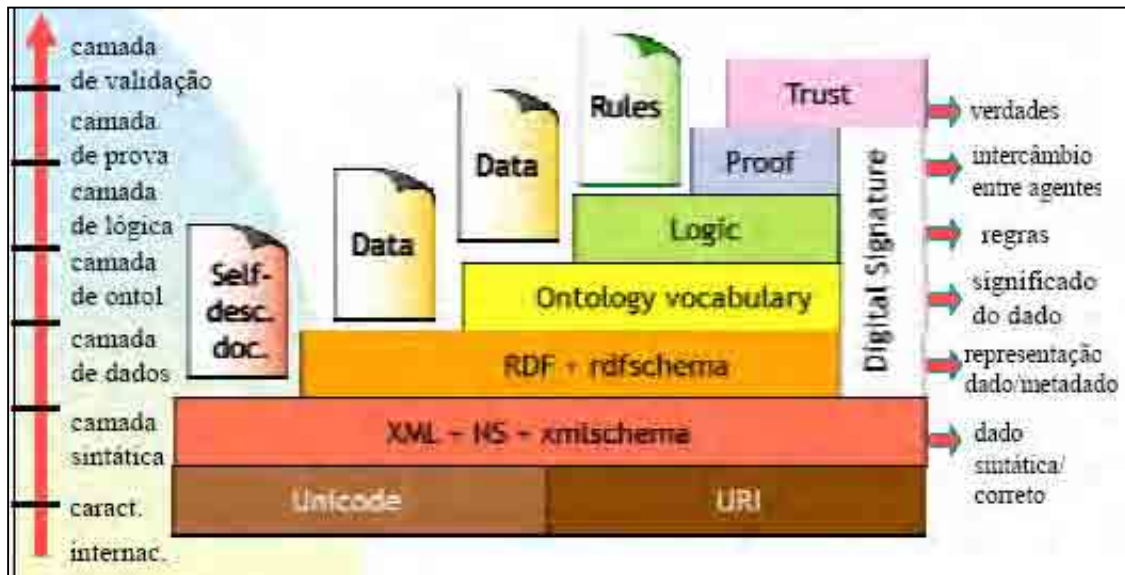 camada
de validação
camada
de prova
camada
de lógica
camada
de ontol
camada
de dados
camada
sintática
caract.
internac.
Self-
desc.
doc.
Data
Data
Rules
Trust
Proof
Logic
Ontology vocabulary
RDF + rdfschema
XML + NS + xmlschema
Unicode
URI
Digital Signature
verdades
intercâmbio
entre agentes
regras
significado
do dado
representação
dado/metadado
dado
sintática/
correto